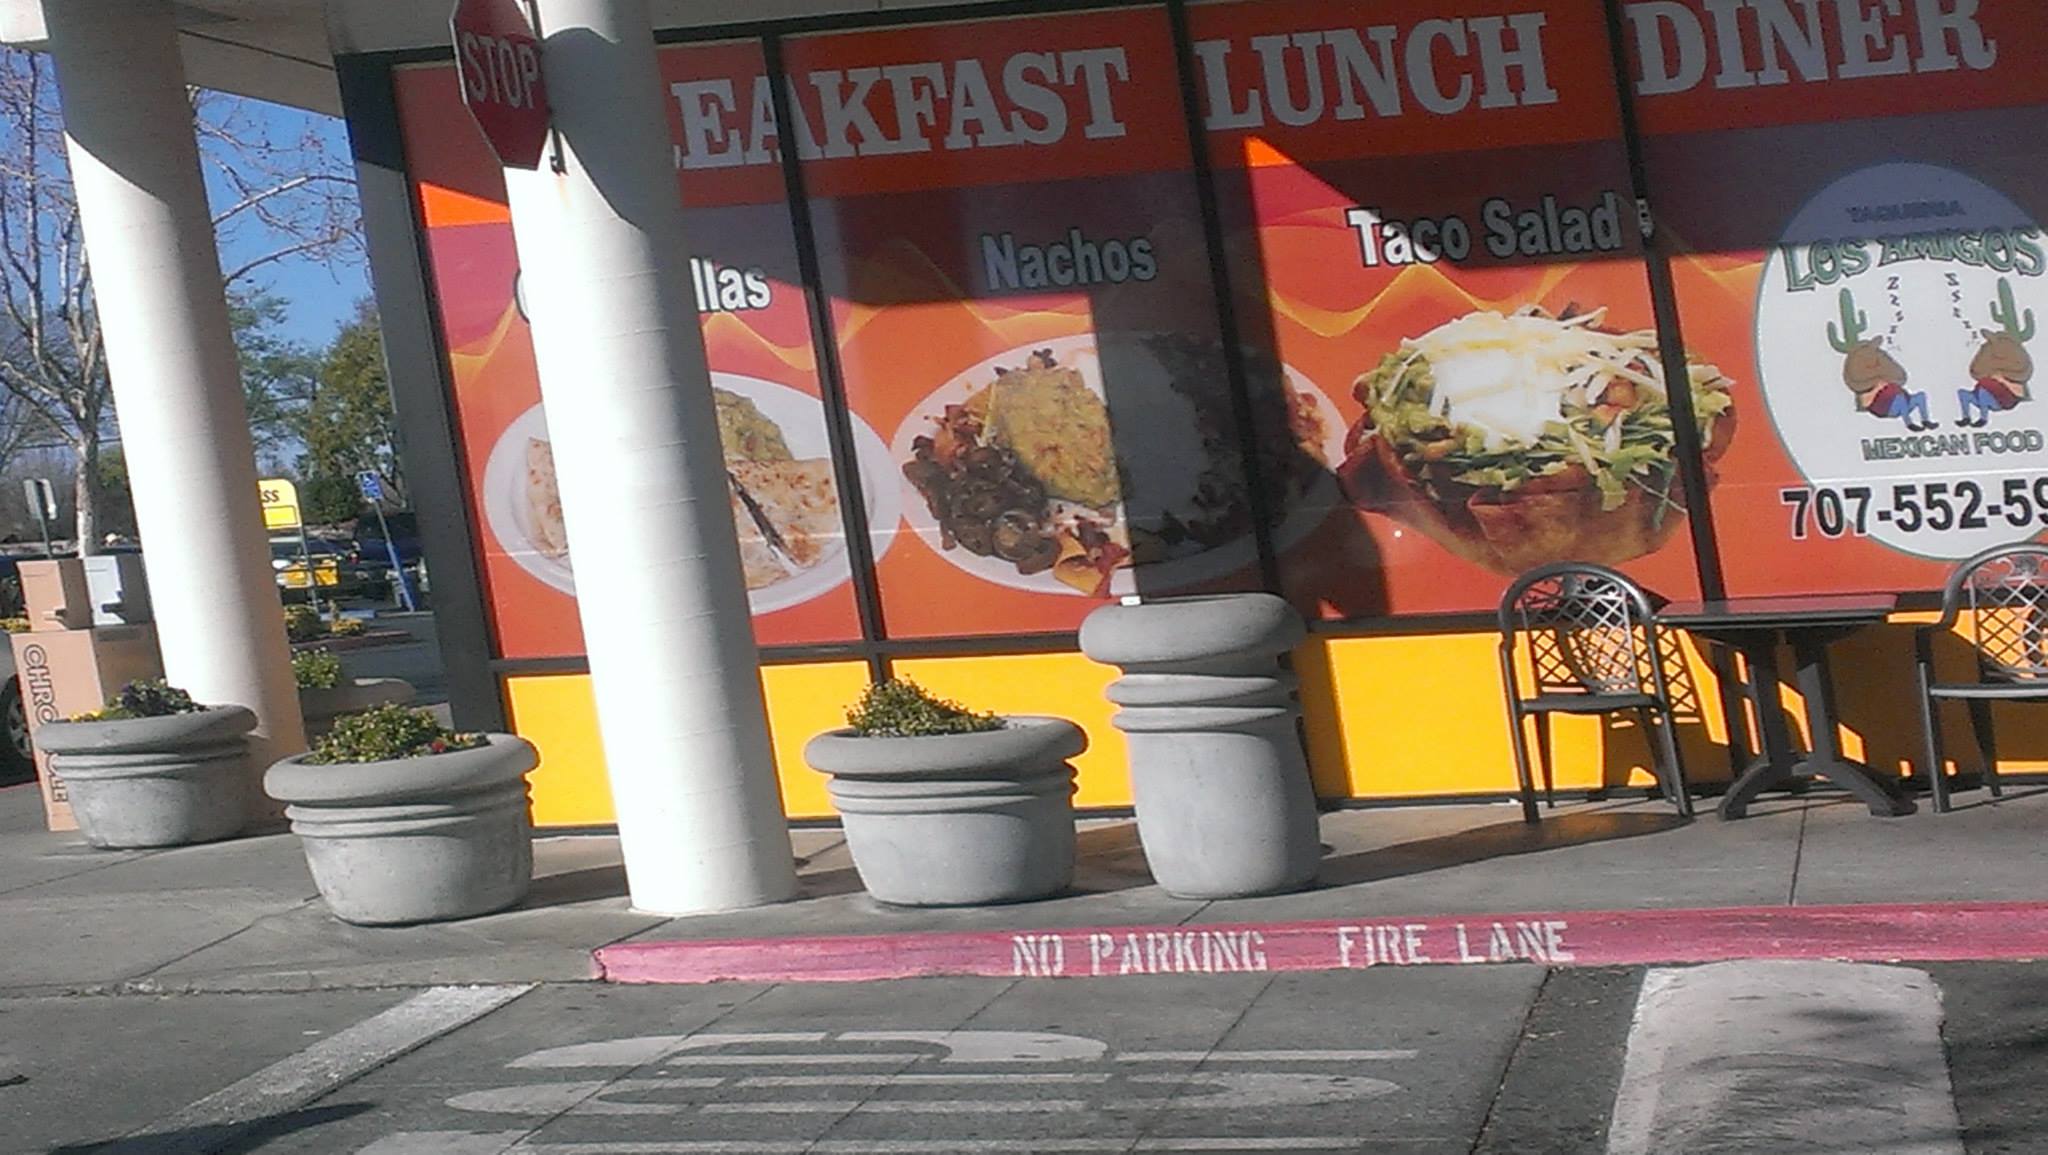 STOP
EAKFAST LUNCH DINER
llas
Nachos
Taco Salad
TAQUERIA
LOS AMIGOS
Z Z Z Z Z
Z Z Z Z Z
MEXICAN FOOD
707-552-59
SS
NO PARKING FIRE LANE